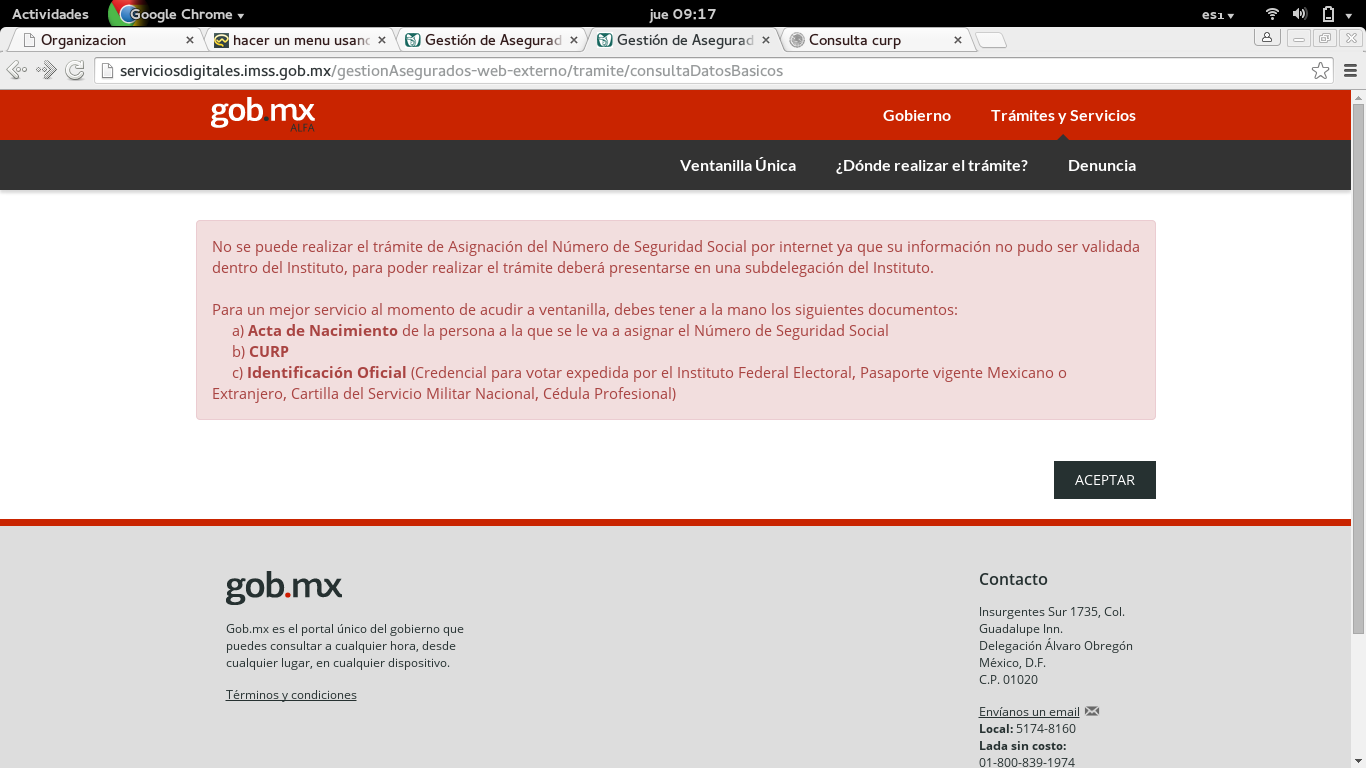 Actividades
Google Chrome
jue 09:17
es1
Organizacion
hacer un menu usand
Gestión de Asegurad
Gestión de Asegurad
Consulta curp
serviciosdigitales.imss.gob.mx/gestionAsegurados-web-externo/tramite/consultaDatosBasicos
gob.mx
ALFA
Gobierno
Trámites y Servicios
Ventanilla Única
¿Dónde realizar el trámite?
Denuncia
No se puede realizar el trámite de Asignación del Número de Seguridad Social por internet ya que su información no pudo ser validada
dentro del Instituto, para poder realizar el trámite deberá presentarse en una subdelegación del Instituto.
Para un mejor servicio al momento de acudir a ventanilla, debes tener a la mano los siguientes documentos:
a) Acta de Nacimiento de la persona a la que se le va a asignar el Número de Seguridad Social
b) CURP
c) Identificación Oficial (Credencial para votar expedida por el Instituto Federal Electoral, Pasaporte vigente Mexicano o
Extranjero, Cartilla del Servicio Militar Nacional, Cédula Profesional)
ACEPTAR
gob.mx
Gob.mx es el portal único del gobierno que
puedes consultar a cualquier hora, desde
cualquier lugar, en cualquier dispositivo.
Términos y condiciones
Contacto
Insurgentes Sur 1735, Col.
Guadalupe Inn.
Delegación Álvaro Obregón
México, D.F.
C.P. 01020
Envíanos un email
Local: 5174-8160
Lada sin costo:
01-800-839-1974